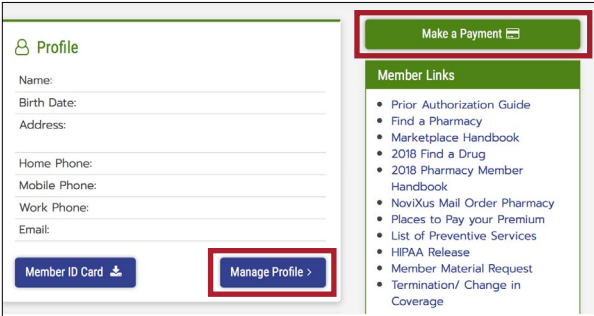 Profile
Name:
Birth Date:
Address:
Home Phone:
Mobile Phone:
Work Phone:
Email:
Member ID Card
Manage Profile >
Make a Payment
Member Links
• Prior Authorization Guide
• Find a Pharmacy
• Marketplace Handbook
• 2018 Find a Drug
• 2018 Pharmacy Member
Handbook
• NoviXus Mail Order Pharmacy
• Places to Pay your Premium
• List of Preventive Services
• HIPAA Release
• Member Material Request
• Termination/ Change in
Coverage